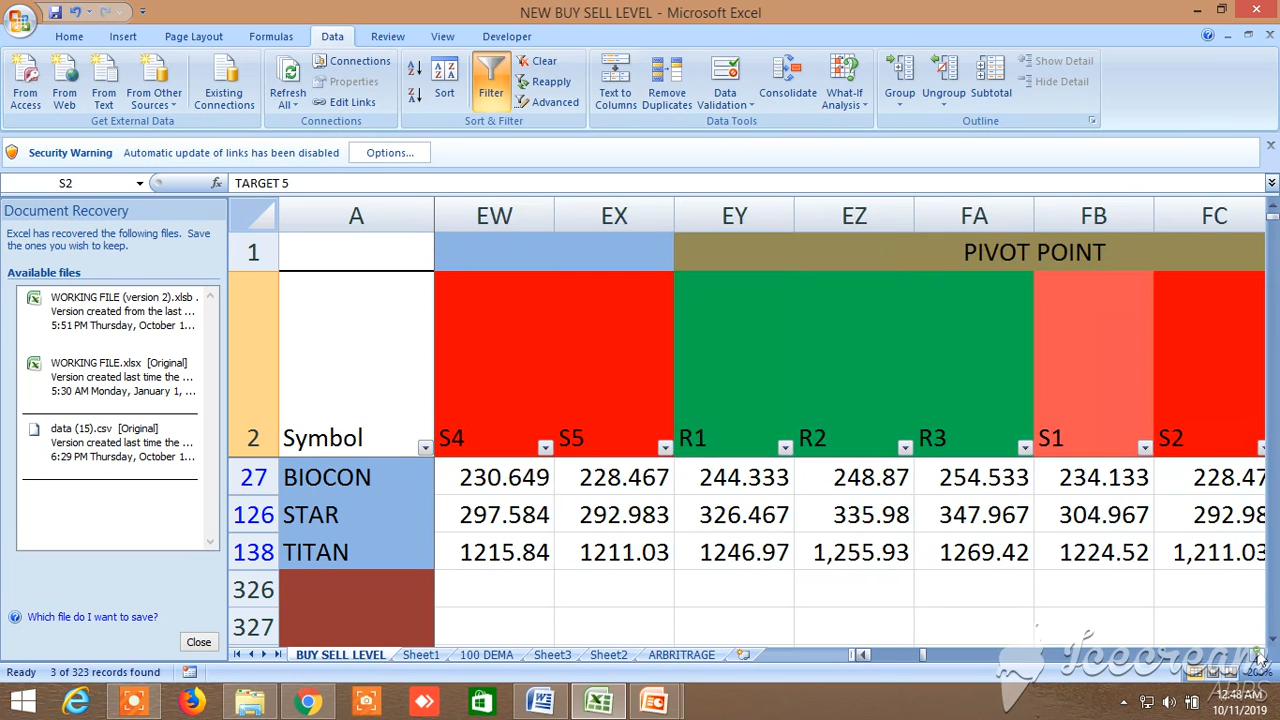 NEW BUY SELL LEVEL - Microsoft Excel
Home Insert Page Layout Formulas Data Review View Developer
From Access
From Web
From Text
From Other Sources
Existing Connections
Get External Data
Refresh All
Connections
Properties
Edit Links
Connections
Sort
Filter
Clear
Reapply
Advanced
Sort & Filter
Text to Columns
Remove Duplicates
Data Validation
Consolidate
What-If Analysis
Data Tools
Group
Ungroup
Subtotal
Show Detail
Hide Detail
Outline
Security Warning Automatic update of links has been disabled Options...
S2 fx TARGET 5
Document Recovery
Excel has recovered the following files. Save
the ones you wish to keep.
Available files
WORKING FILE (version 2).xlsb .
Version created from the last ...
5:51 PM Thursday, October 1...
WORKING FILE.xlsx [Original]
Version created last time the ...
5:30 AM Monday, January 1, ...
data (15).csv [Original]
Version created last time the ...
6:29 PM Thursday, October 1...
Which file do I want to save?
Close
A EW EX EY EZ FA FB FC
1 PIVOT POINT
2 Symbol S4 S5 R1 R2 R3 S1 S2
27 BIOCON 230.649 228.467 244.333 248.87 254.533 234.133 228.47
126 STAR 297.584 292.983 326.467 335.98 347.967 304.967 292.98
138 TITAN 1215.84 1211.03 1246.97 1,255.93 1269.42 1224.52 1,211.03
326
327
BUY SELL LEVEL Sheet1 100 DEMA Sheet3 Sheet2 ARBITRAGE
Ready 3 of 323 records found 200%
Icecream
APPS
12:48 AM
10/11/2019